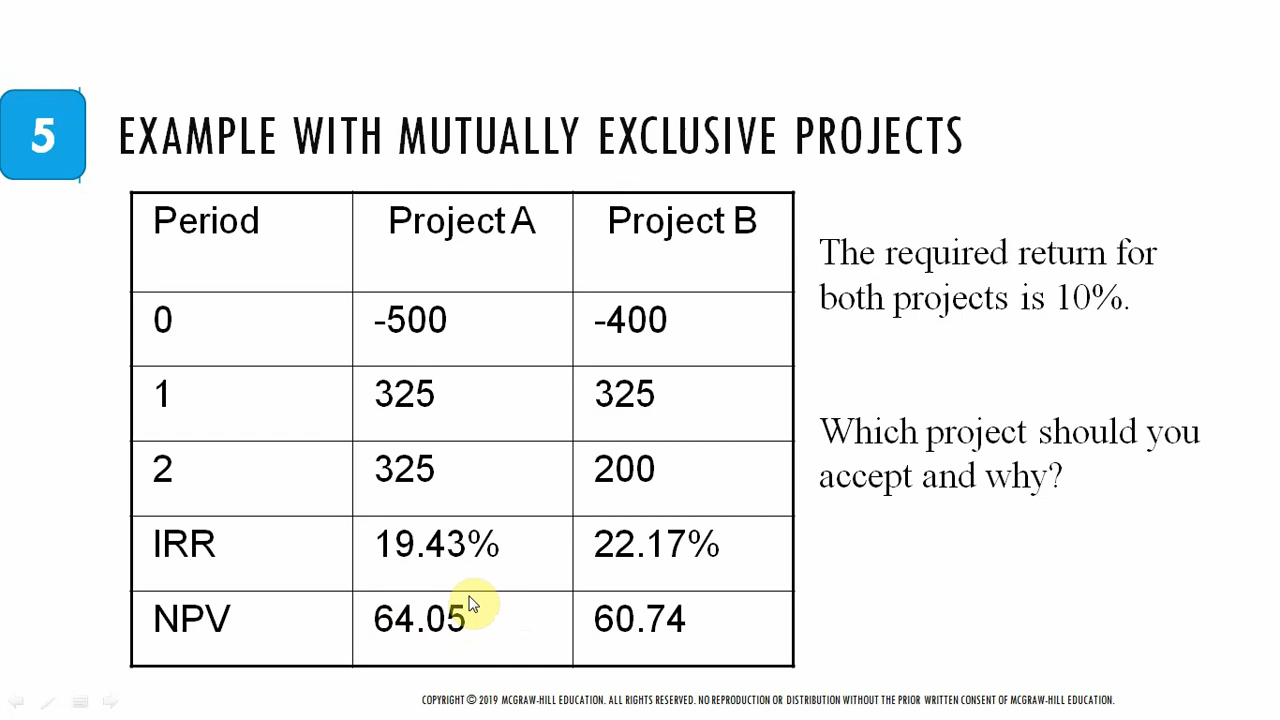 5
EXAMPLE WITH MUTUALLY EXCLUSIVE PROJECTS
Period Project A Project B
0 -500 -400
1 325 325
2 325 200
IRR 19.43% 22.17%
NPV 64.05 60.74
The required return for
both projects is 10%.
Which project should you
accept and why?
COPYRIGHT © 2019 MCGRAW-HILL EDUCATION. ALL RIGHTS RESERVED. NO REPRODUCTION OR DISTRIBUTION WITHOUT THE PRIOR WRITTEN CONSENT OF MCGRAW-HILL EDUCATION.